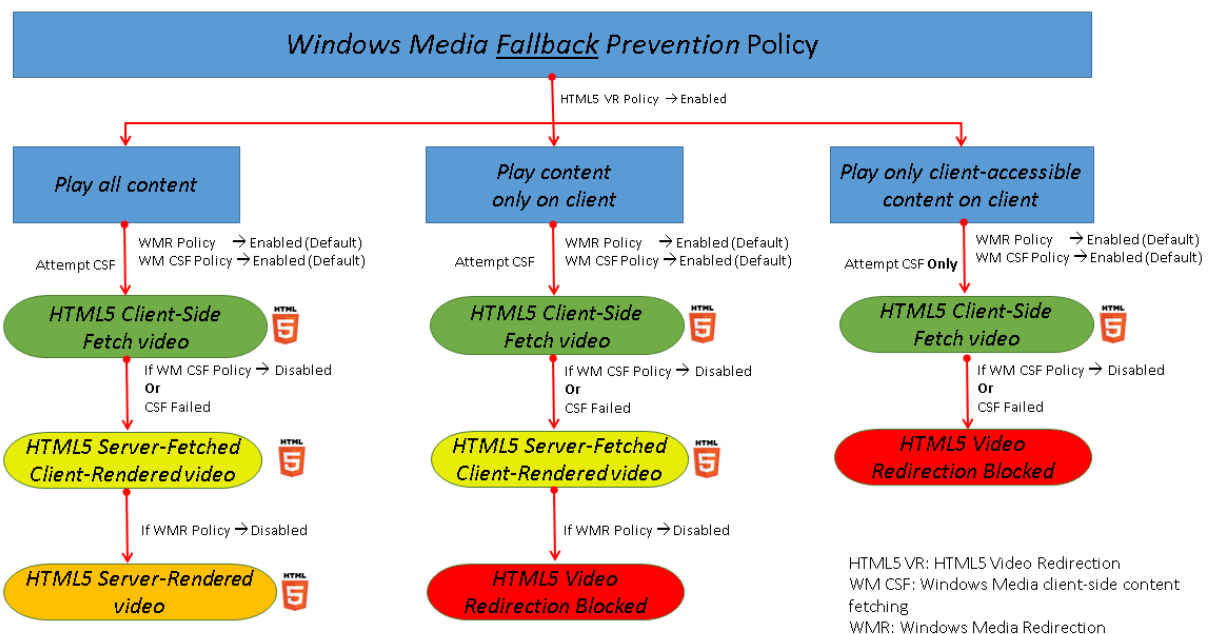 Windows Media Fallback Prevention Policy
HTML5 VR Policy → Enabled
Play all content
WMR Policy → Enabled (Default)
WM CSF Policy → Enabled (Default)
Attempt CSF
HTML5 Client-Side
Fetch video
HTML
5
If WM CSF Policy → Disabled
Or
CSF Failed
HTML5 Server-Fetched
Client-Rendered video
HTML
5
If WMR Policy → Disabled
HTML5 Server-Rendered
video
HTML
5
Play content
only on client
WMR Policy → Enabled (Default)
WM CSF Policy → Enabled (Default)
Attempt CSF
HTML5 Client-Side
Fetch video
HTML
5
If WM CSF Policy → Disabled
Or
CSF Failed
HTML5 Server-Fetched
Client-Rendered video
HTML
5
If WMR Policy → Disabled
HTML5 Video
Redirection Blocked
Play only client-accessible
content on client
WMR Policy → Enabled (Default)
WM CSF Policy → Enabled (Default)
Attempt CSF Only
HTML5 Client-Side
Fetch video
HTML
5
If WM CSF Policy → Disabled
Or
CSF Failed
HTML5 Video
Redirection Blocked
HTML5 VR: HTML5 Video Redirection
WM CSF: Windows Media client-side content
fetching
WMR: Windows Media Redirection